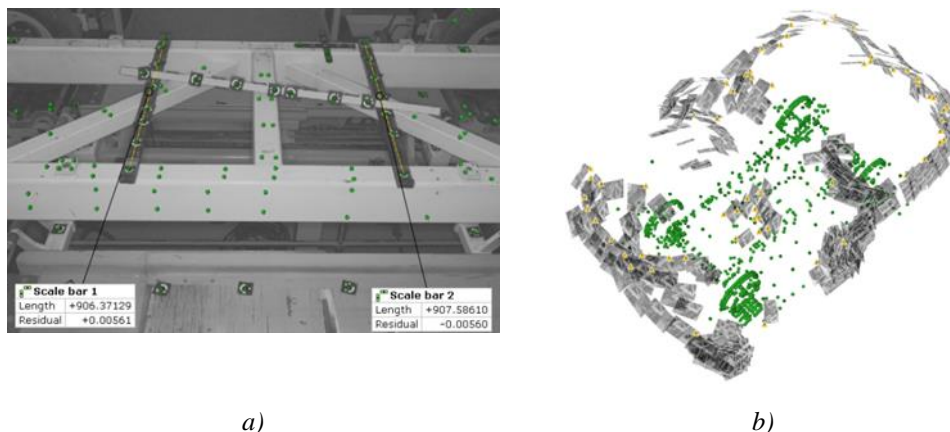 Scale bar 1
Length +906.37129
Residual +0.00561
Scale bar 2
Length +907.58610
Residual -0.00560
a)
b)